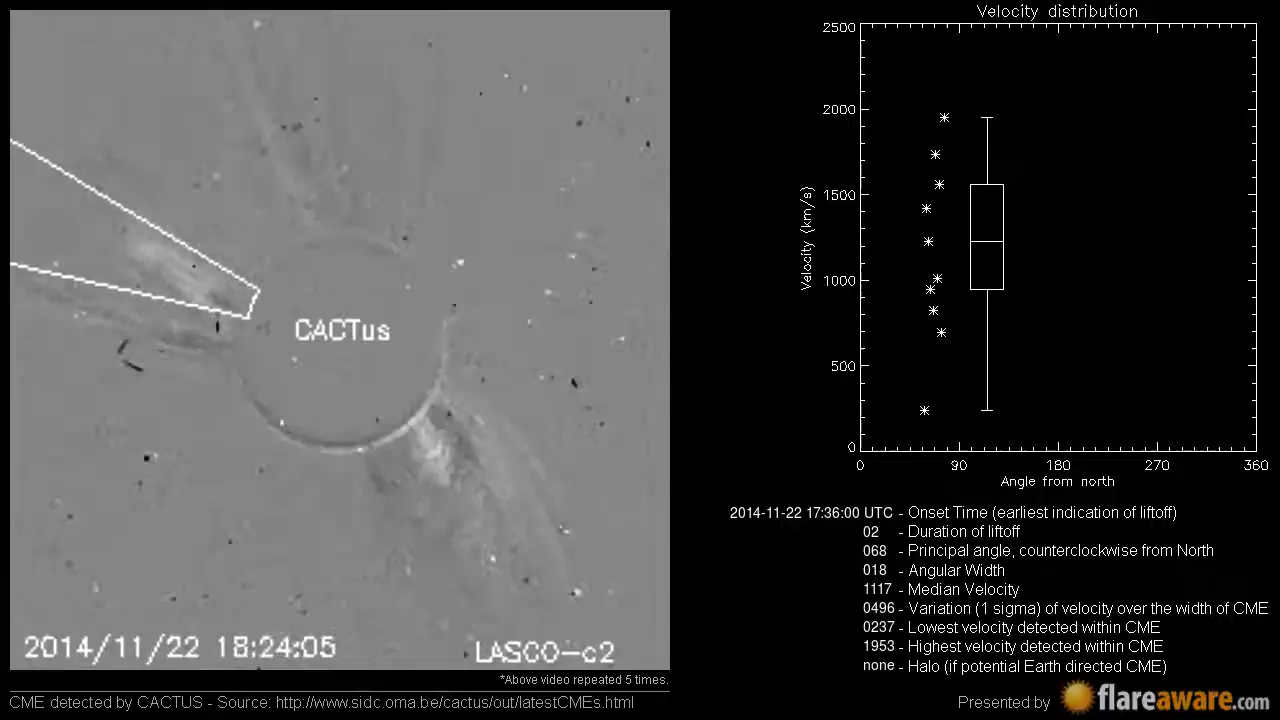 CACTus
2014/11/22 18:24:05
LASCO-c2
*Above video repeated 5 times.
CME detected by CACTUS - Source: http://www.sidc.oma.be/cactus/out/latestCMEs.html
Velocity distribution
2500
2000
1500
1000
500
0
Velocity (km/s)
0 90 180 270 360
Angle from north
2014-11-22 17:36:00 UTC - Onset Time (earliest indication of liftoff)
02 - Duration of liftoff
068 - Principal angle, counterclockwise from North
018 - Angular Width
1117 - Median Velocity
0496 - Variation (1 sigma) of velocity over the width of CME
0237 - Lowest velocity detected within CME
1953 - Highest velocity detected within CME
none - Halo (if potential Earth directed CME)
Presented by flareaware.com